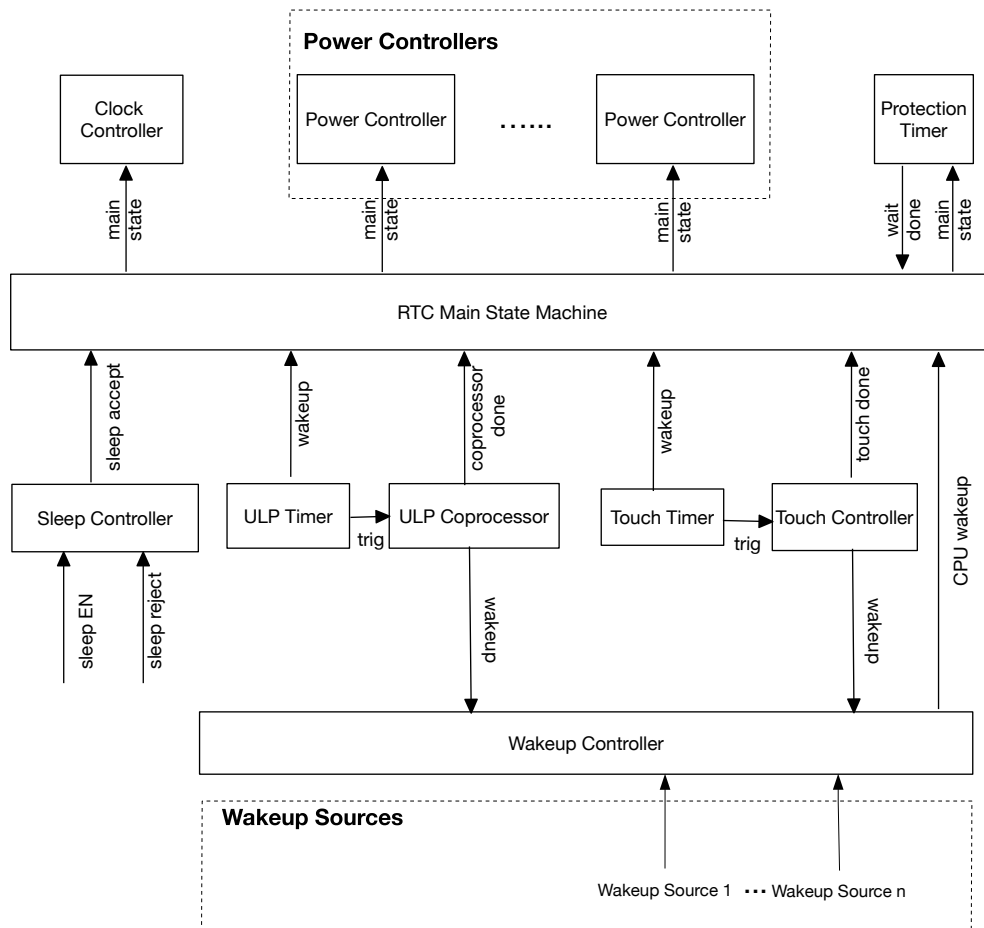 Power Controllers
Clock
Controller
Power Controller
......
Power Controller
Protection
Timer
main
state
main
state
main
state
wait
done
main
state
RTC Main State Machine
sleep accept
wakeup
coprocessor
done
wakeup
touch done
CPU wakeup
Sleep Controller
ULP Timer
trig
ULP Coprocessor
Touch Timer
trig
Touch Controller
sleep EN
sleep reject
wakeup
wakeup
Wakeup Controller
Wakeup Sources
Wakeup Source 1 ... Wakeup Source n